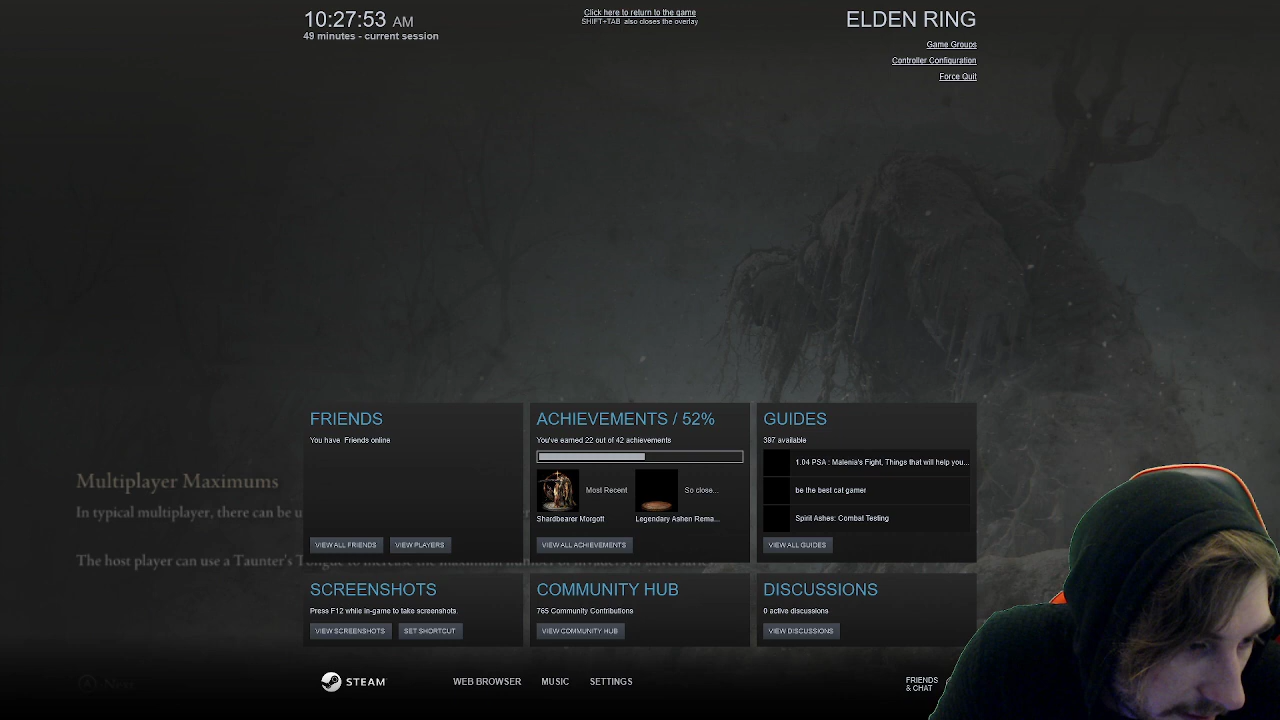 10:27:53 AM
49 minutes - current session
Click here to return to the game
SHIFT+TAB also closes the overlay
ELDEN RING
Game Groups
Controller Configuration
Force Quit
FRIENDS
You have Friends online
VIEW ALL FRIENDS
VIEW PLAYERS
ACHIEVEMENTS / 52%
You've earned 22 out of 42 achievements
Most Recent
Shardbearer Morgott
So close...
Legendary Ashen Rema...
VIEW ALL ACHIEVEMENTS
GUIDES
397 available
1.04 PSA : Malenia's Fight, Things that will help you...
be the best cat gamer
Spirit Ashes: Combat Testing
VIEW ALL GUIDES
Multiplayer Maximums
In typical multiplayer, there can be u
The host player can use a Taunter's Tongue to increase the maximum number of invaders or adversaries
SCREENSHOTS
Press F12 while in-game to take screenshots.
VIEW SCREENSHOTS
SET SHORTCUT
COMMUNITY HUB
765 Community Contributions
VIEW COMMUNITY HUB
DISCUSSIONS
0 active discussions
VIEW DISCUSSIONS
Next
STEAM
WEB BROWSER
MUSIC
SETTINGS
FRIENDS
& CHAT